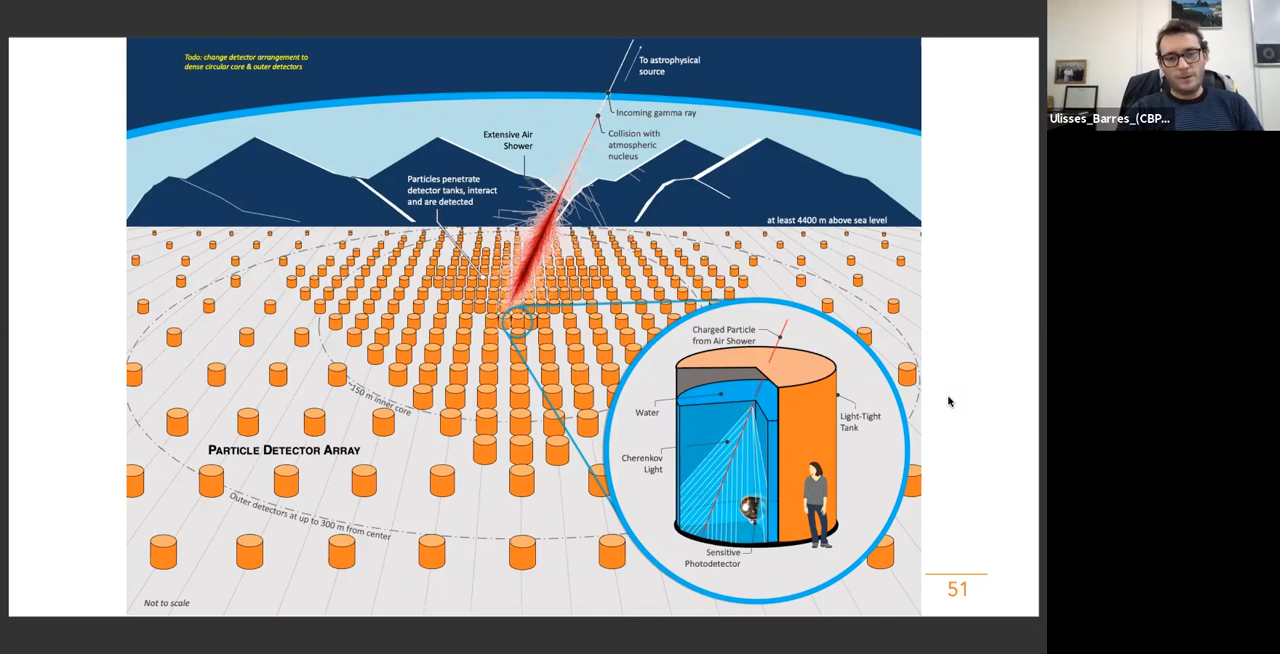 Todo: change detector arrangement to
dense circular core & outer detectors
To astrophysical
source
Incoming gamma ray
Extensive Air
Shower
Collision with
atmospheric
nucleus
Particles penetrate
detector tanks, interact
and are detected
at least 4400 m above sea level
Charged Particle
from Air Shower
150 m inner core
Water
Light-Tight
Tank
PARTICLE DETECTOR ARRAY
Cherenkov
Light
Outer detectors at up to 300 m from center
Sensitive
Photodetector
Not to scale
51
Ulisses_Barres_(CBP...